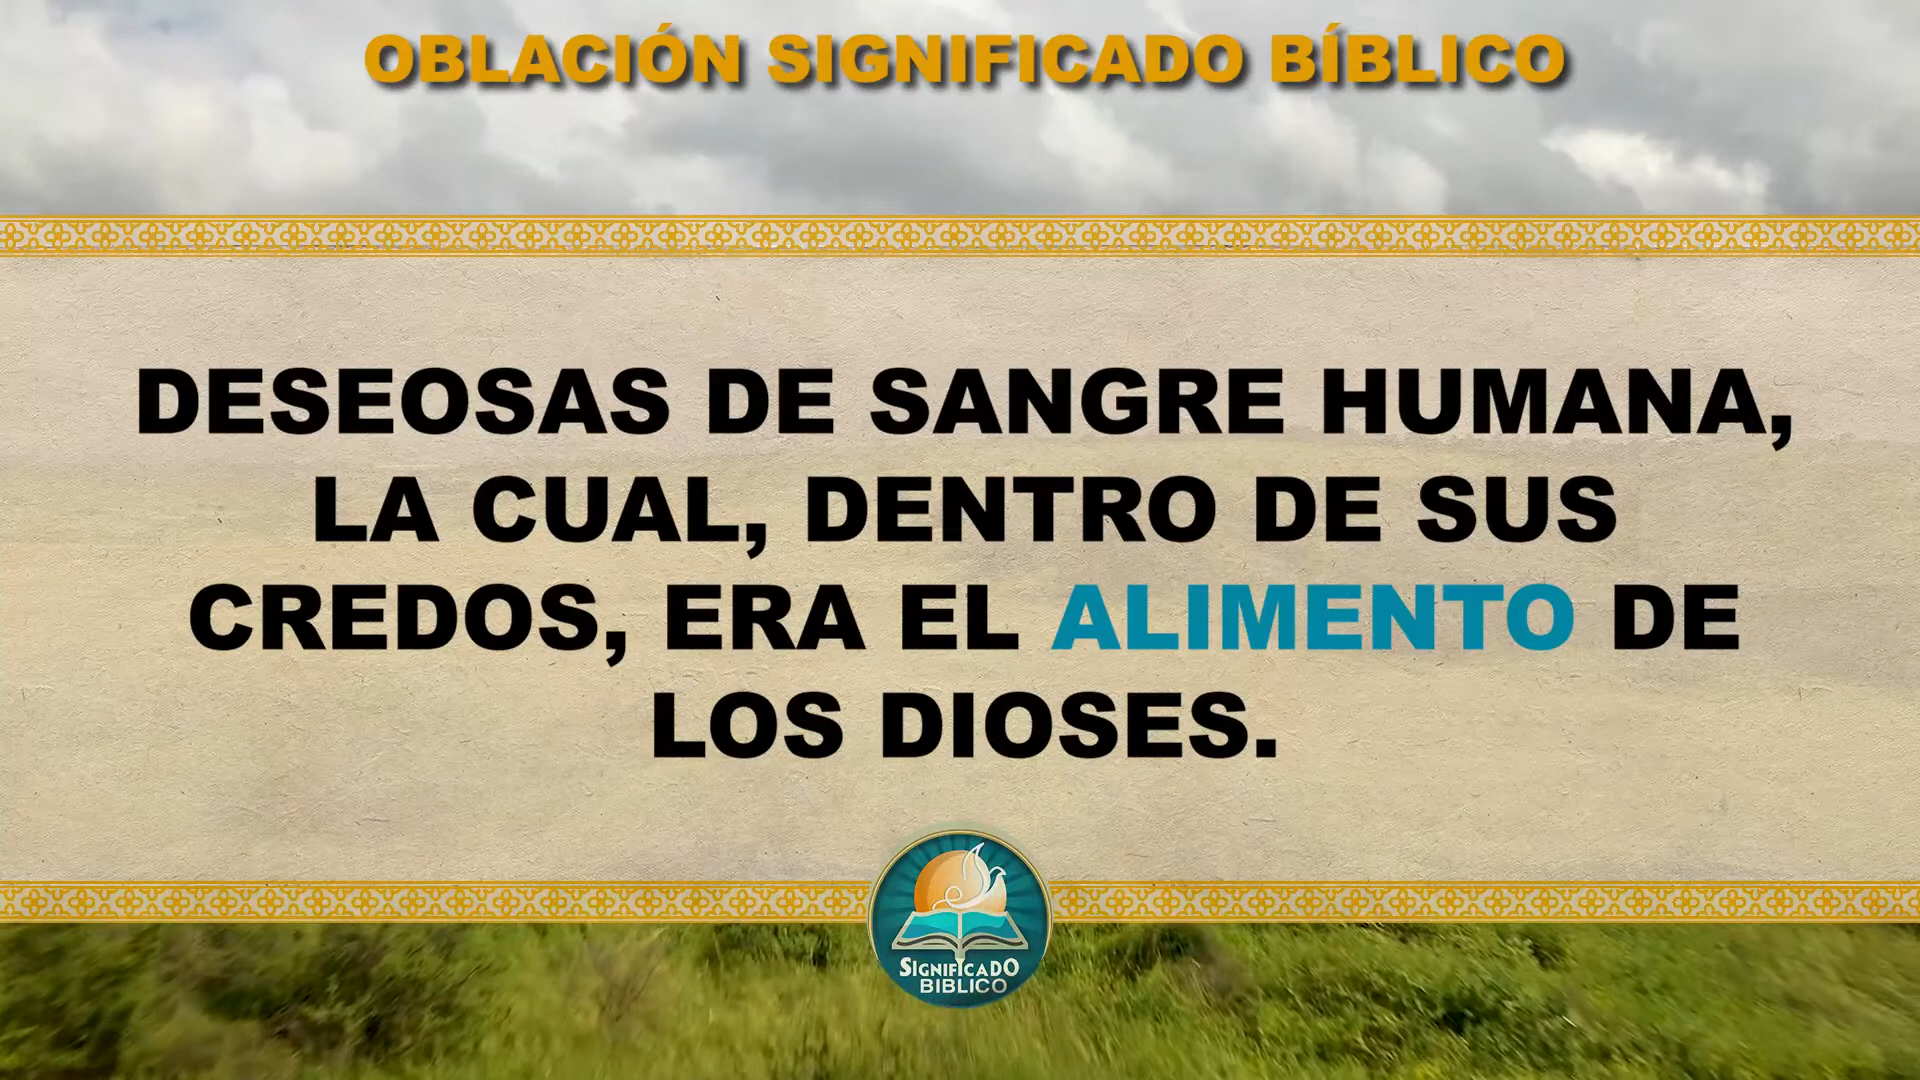 OBLACIÓN SIGNIFICADO BÍBLICO
DESEOSAS DE SANGRE HUMANA,
LA CUAL, DENTRO DE SUS
CREDOS, ERA EL ALIMENTO DE
LOS DIOSES.
SIGNIFICADO
BIBLICO